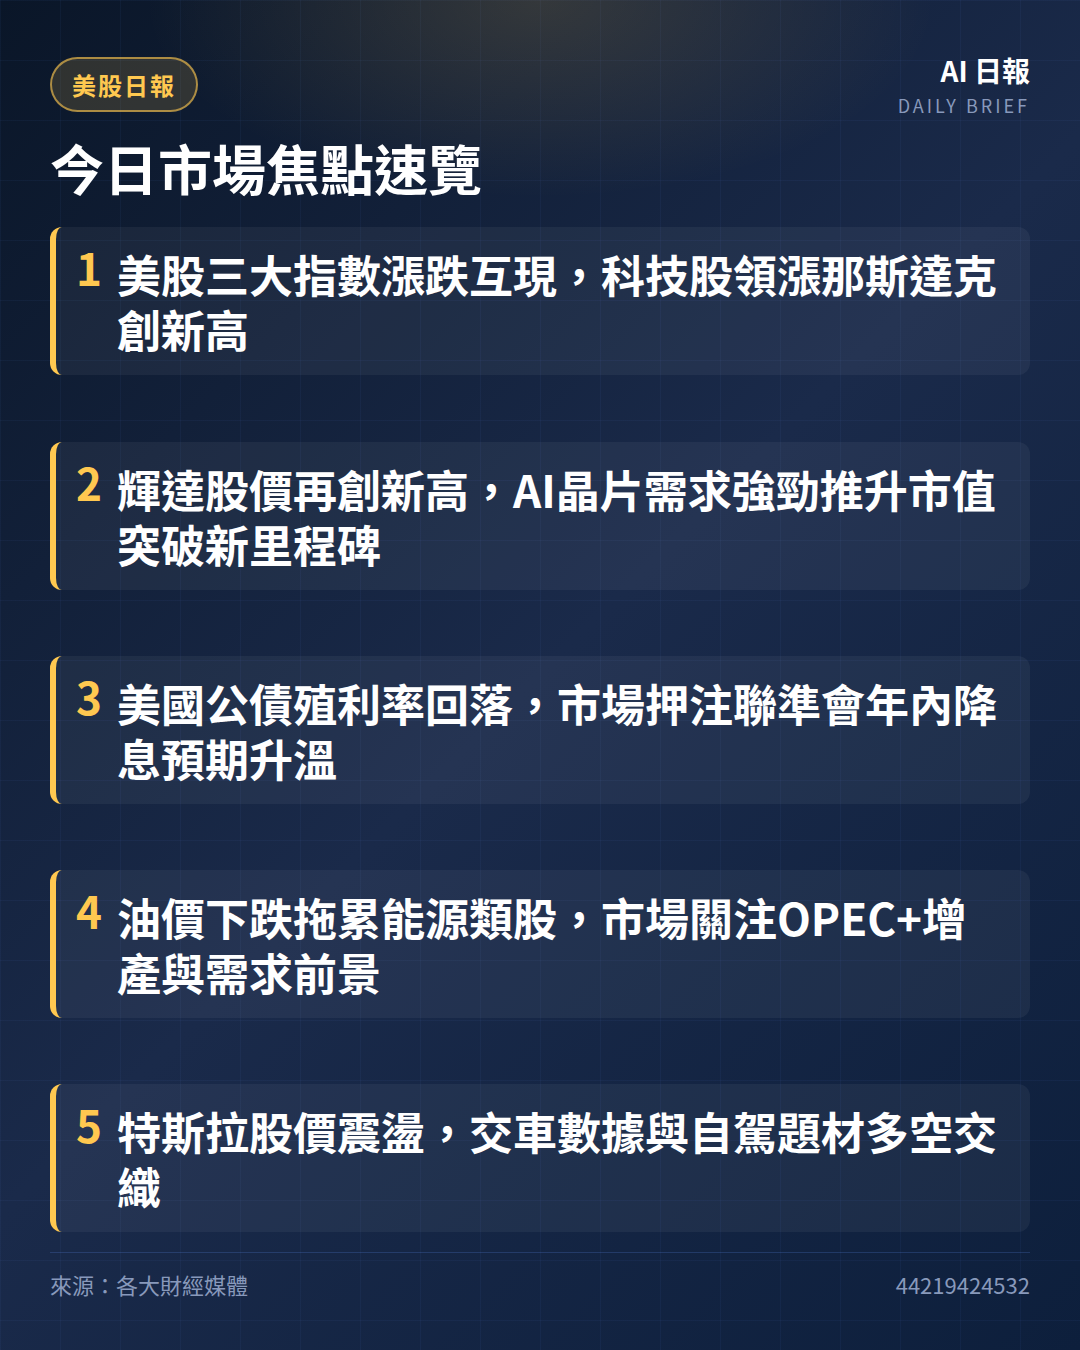 美股日報
AI 日報
DAILY BRIEF
今日市場焦點速覽
1 美股三大指數漲跌互現，科技股領漲那斯達克
創新高
2 輝達股價再創新高，AI晶片需求強勁推升市值
突破新里程碑
3 美國公債殖利率回落，市場押注聯準會年內降
息預期升溫
4 油價下跌拖累能源類股，市場關注OPEC+增
產與需求前景
5 特斯拉股價震盪，交車數據與自駕題材多空交
織
來源：各大財經媒體
44219424532